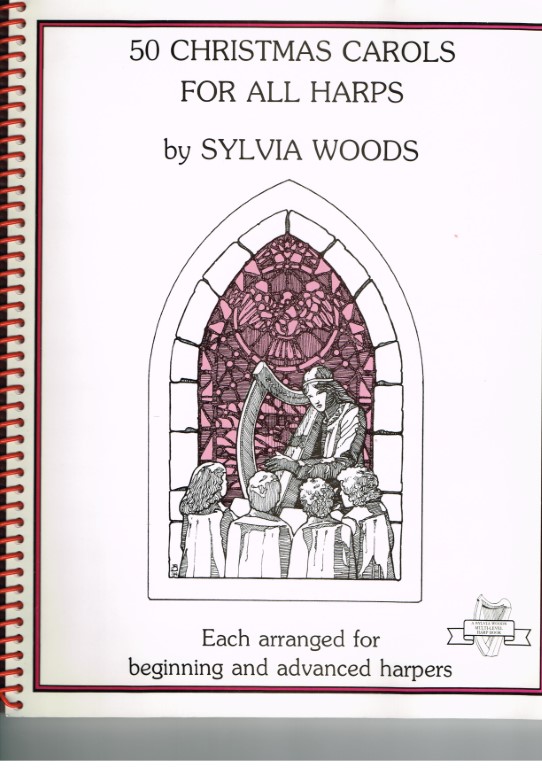 50 CHRISTMAS CAROLS
FOR ALL HARPS
by SYLVIA WOODS
Each arranged for
beginning and advanced harpers
A SYLVIA WOODS
MULTI-LEVEL
HARP BOOK